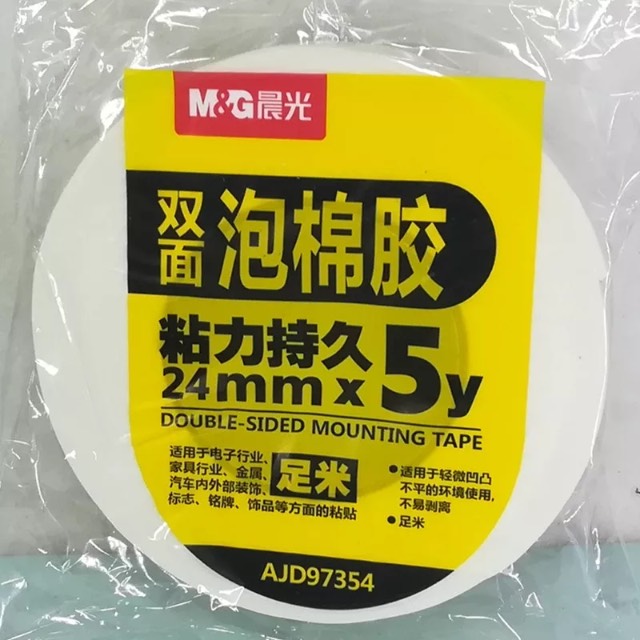 M&G晨光
双面 泡棉胶
粘力持久
24mm x 5y
DOUBLE-SIDED MOUNTING TAPE
适用于电子行业、
家具行业、金属、
汽车内外部装饰、
标志、铭牌、饰品等方面的粘贴
足米
● 适用于轻微凹凸
不平的环境使用,
不易剥离
● 足米
AJD97354